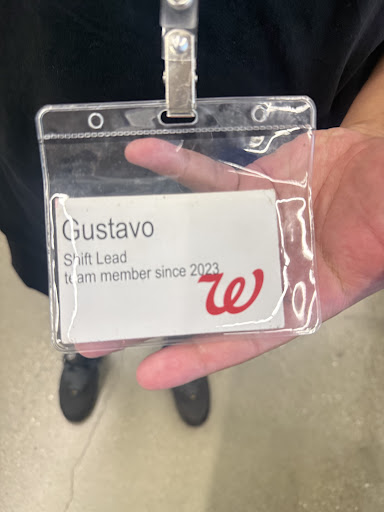 Gustavo
Shift Lead
team member since 2023
W